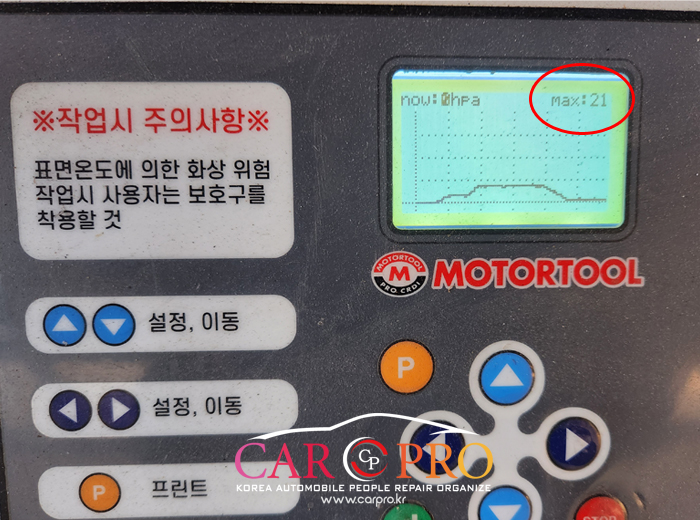 ※작업시 주의사항※
표면온도에 의한 화상 위험
작업시 사용자는 보호구를
착용할 것
now:0hpa max:21
MOTORTOOL
M
PRO. CRDI
MOTORTOOL
설정, 이동
설정, 이동
P
P
프린트
STOP
CAR CP PRO
KOREA AUTOMOBILE PEOPLE REPAIR ORGANIZE
www.carpro.kr